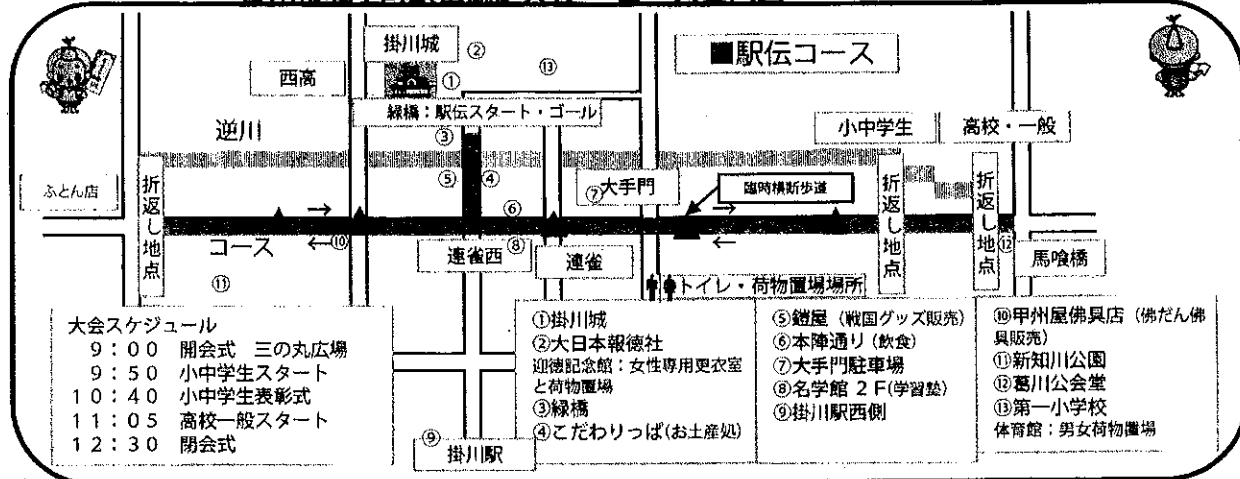 掛川城
②
⑬
■駅伝コース
西高
①
緑橋：駅伝スタート・ゴール
小中学生
高校・一般
逆川
③
ふとん店
折返し地点
⑤
④
⑦
大手門
臨時横断歩道
折返し地点
折返し地点
→
⑥
→
コース
←
⑩
連雀西
⑧
連雀
←
⑫
馬喰橋
⑪
トイレ・荷物置場場所
大会スケジュール
９：００　開会式　三の丸広場
９：５０　小中学生スタート
１０：４０　小中学生表彰式
１１：０５　高校一般スタート
１２：３０　閉会式
⑨
掛川駅
①掛川城
②大日本報徳社
迎徳記念館：女性専用更衣室
と荷物置場
③緑橋
④こだわりっぱ(お土産処)
⑤鎧屋（戦国グッズ販売）
⑥本陣通り（飲食）
⑦大手門駐車場
⑧名学館２Ｆ(学習塾)
⑨掛川駅西側
⑩甲州屋佛具店（佛だん佛
具販売）
⑪新知川公園
⑫葛川公会堂
⑬第一小学校
体育館：男女荷物置場